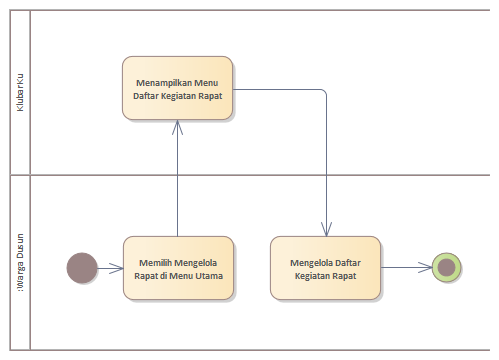 KlubarKu
Menampilkan Menu
Daftar Kegiatan Rapat
:Warga Dusun
Memilih Mengelola
Rapat di Menu Utama
Mengelola Daftar
Kegiatan Rapat